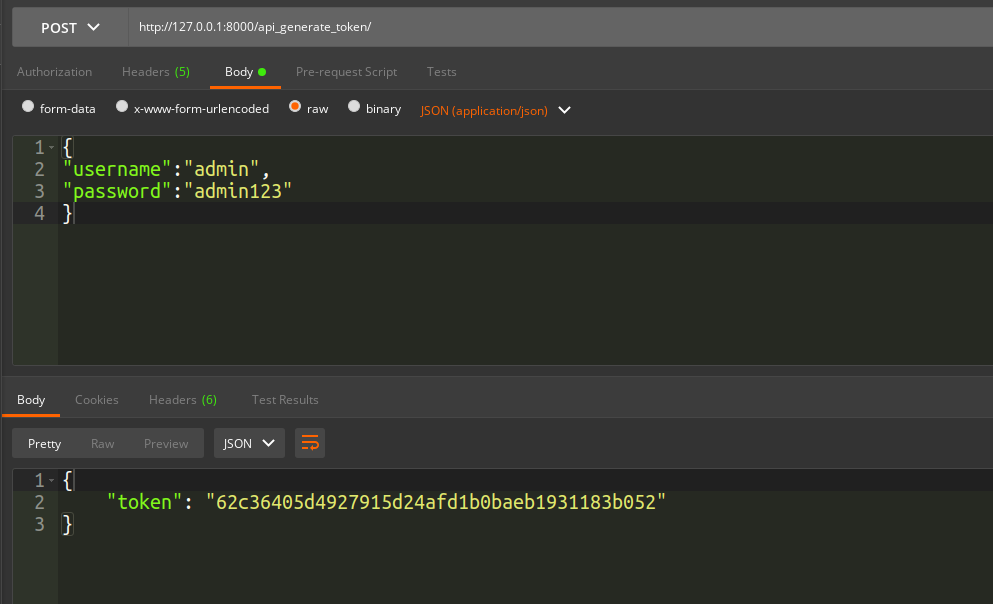 POST http://127.0.0.1:8000/api_generate_token/
Authorization Headers (5) Body Pre-request Script Tests
form-data x-www-form-urlencoded raw binary JSON (application/json)
1 {
2 "username":"admin",
3 "password":"admin123"
4 }
Body Cookies Headers (6) Test Results
Pretty Raw Preview JSON
1 {
2 "token": "62c36405d4927915d24afd1b0baeb1931183b052"
3 }